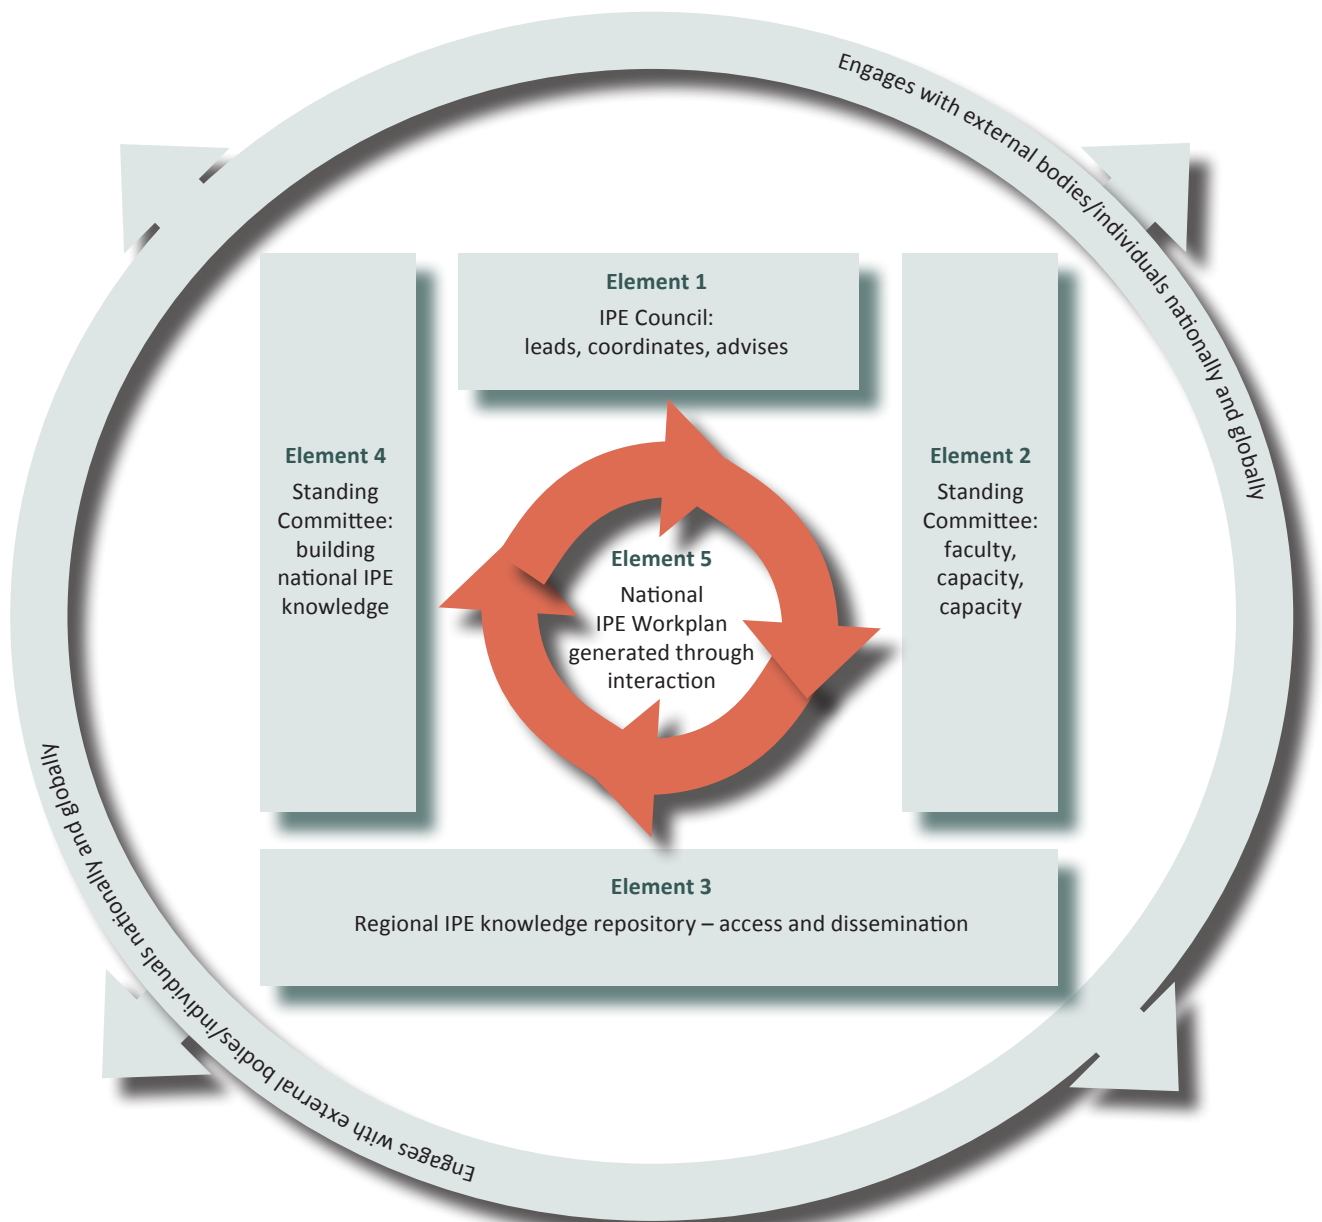 Engages with external bodies/individuals nationally and globally
Element 1
IPE Council:
leads, coordinates, advises
Element 4
Standing
Committee:
building
national IPE
knowledge
Element 2
Standing
Committee:
faculty,
capacity,
capacity
Element 5
National
IPE Workplan
generated through
interaction
Element 3
Regional IPE knowledge repository – access and dissemination
Engages with external bodies/individuals nationally and globally